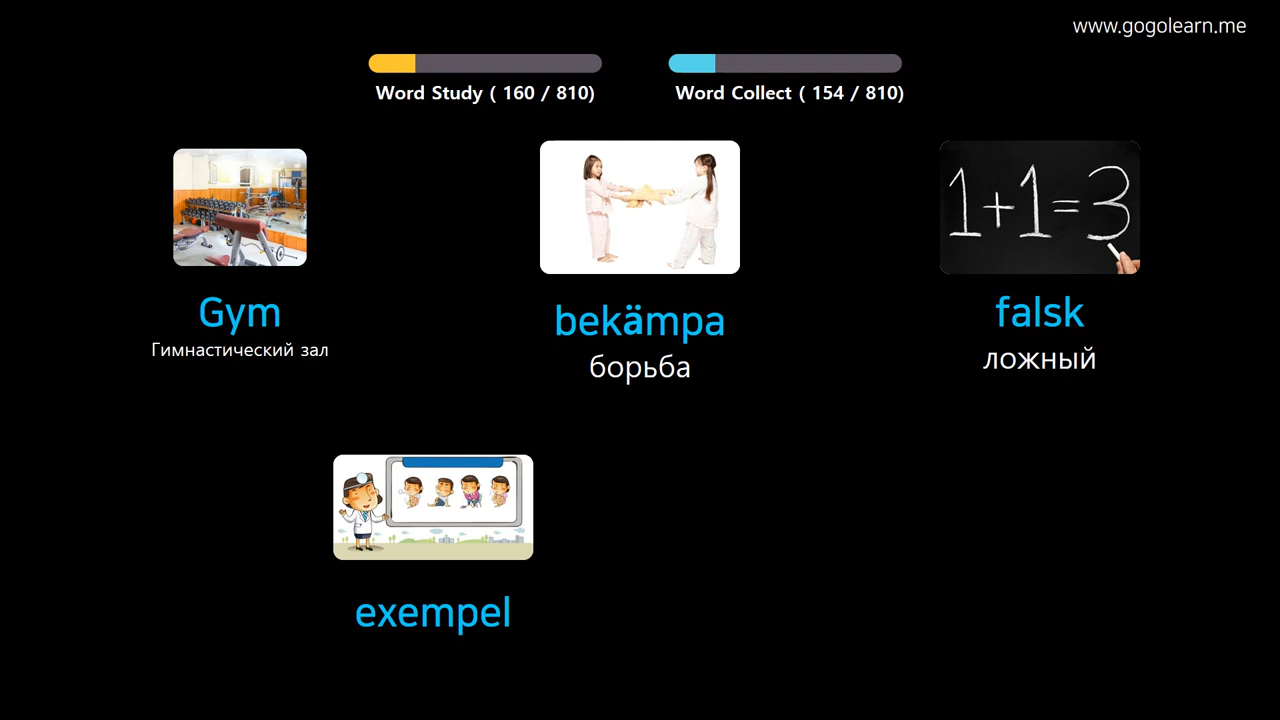 www.gogolearn.me
Word Study ( 160 / 810)
Word Collect ( 154 / 810)
1+1=3
Gym
Гимнастический зал
bekämpa
борьба
falsk
ложный
exempel